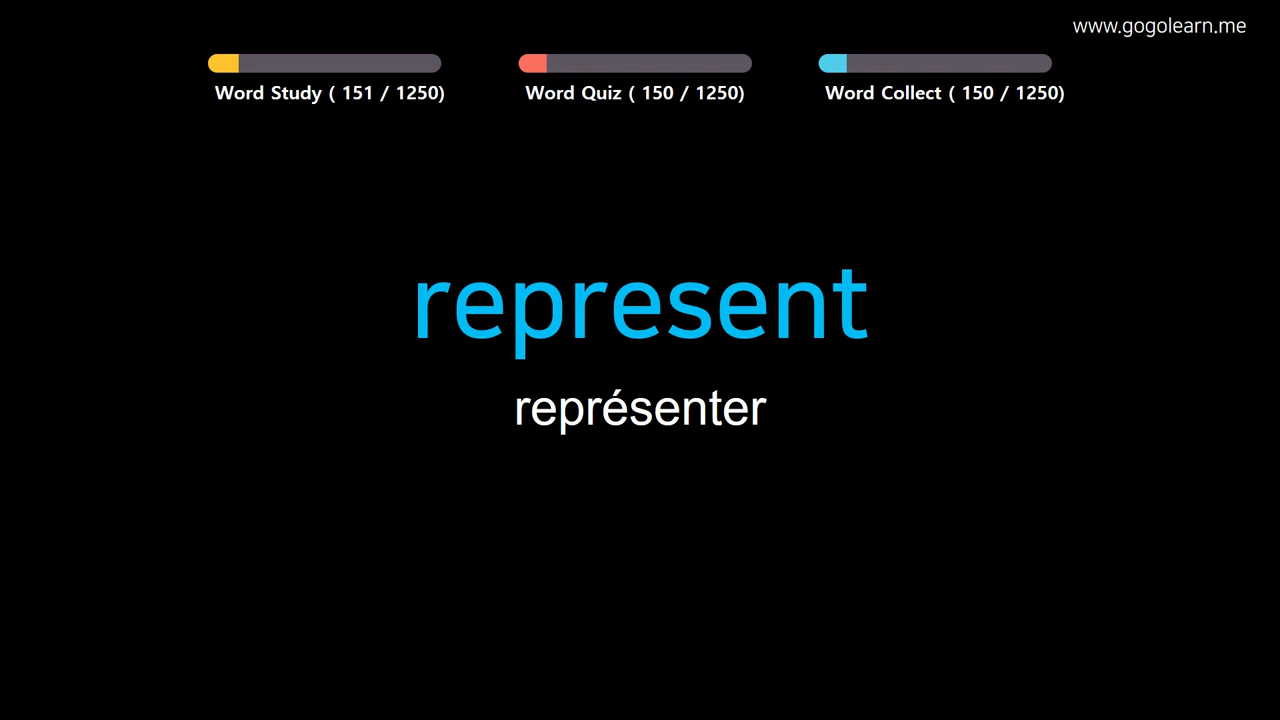 www.gogolearn.me
Word Study ( 151 / 1250)
Word Quiz ( 150 / 1250)
Word Collect ( 150 / 1250)
represent
représenter